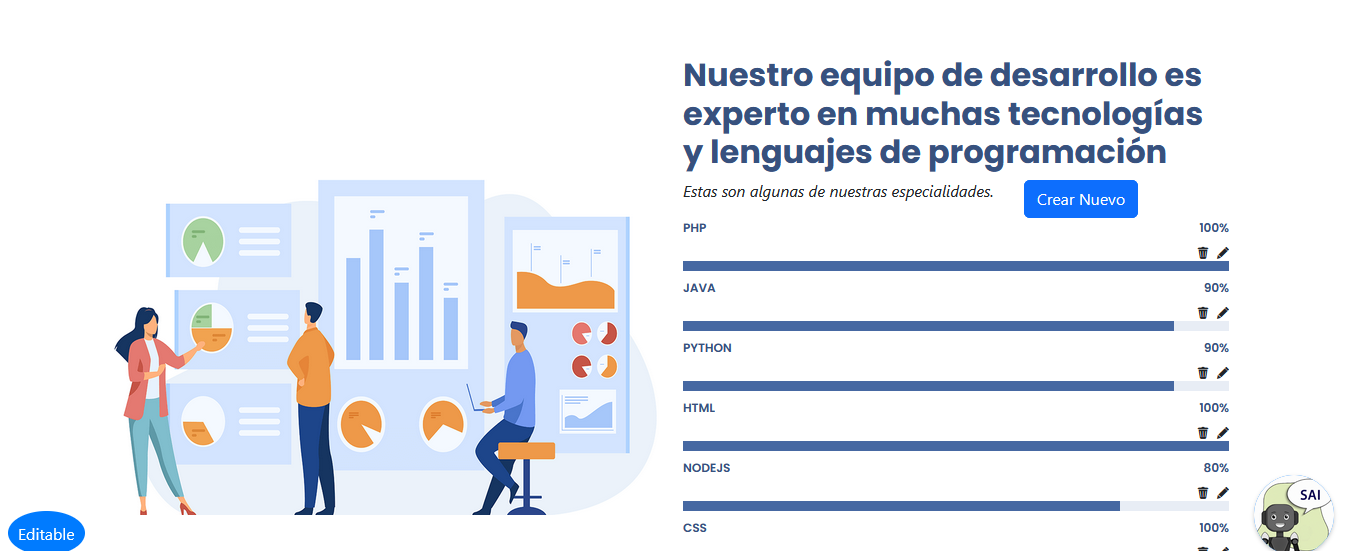 Nuestro equipo de desarrollo es
experto en muchas tecnologías
y lenguajes de programación
Estas son algunas de nuestras especialidades.
Crear Nuevo
PHP 100%
JAVA 90%
PYTHON 90%
HTML 100%
NODEJS 80%
CSS 100%
Editable
SAI